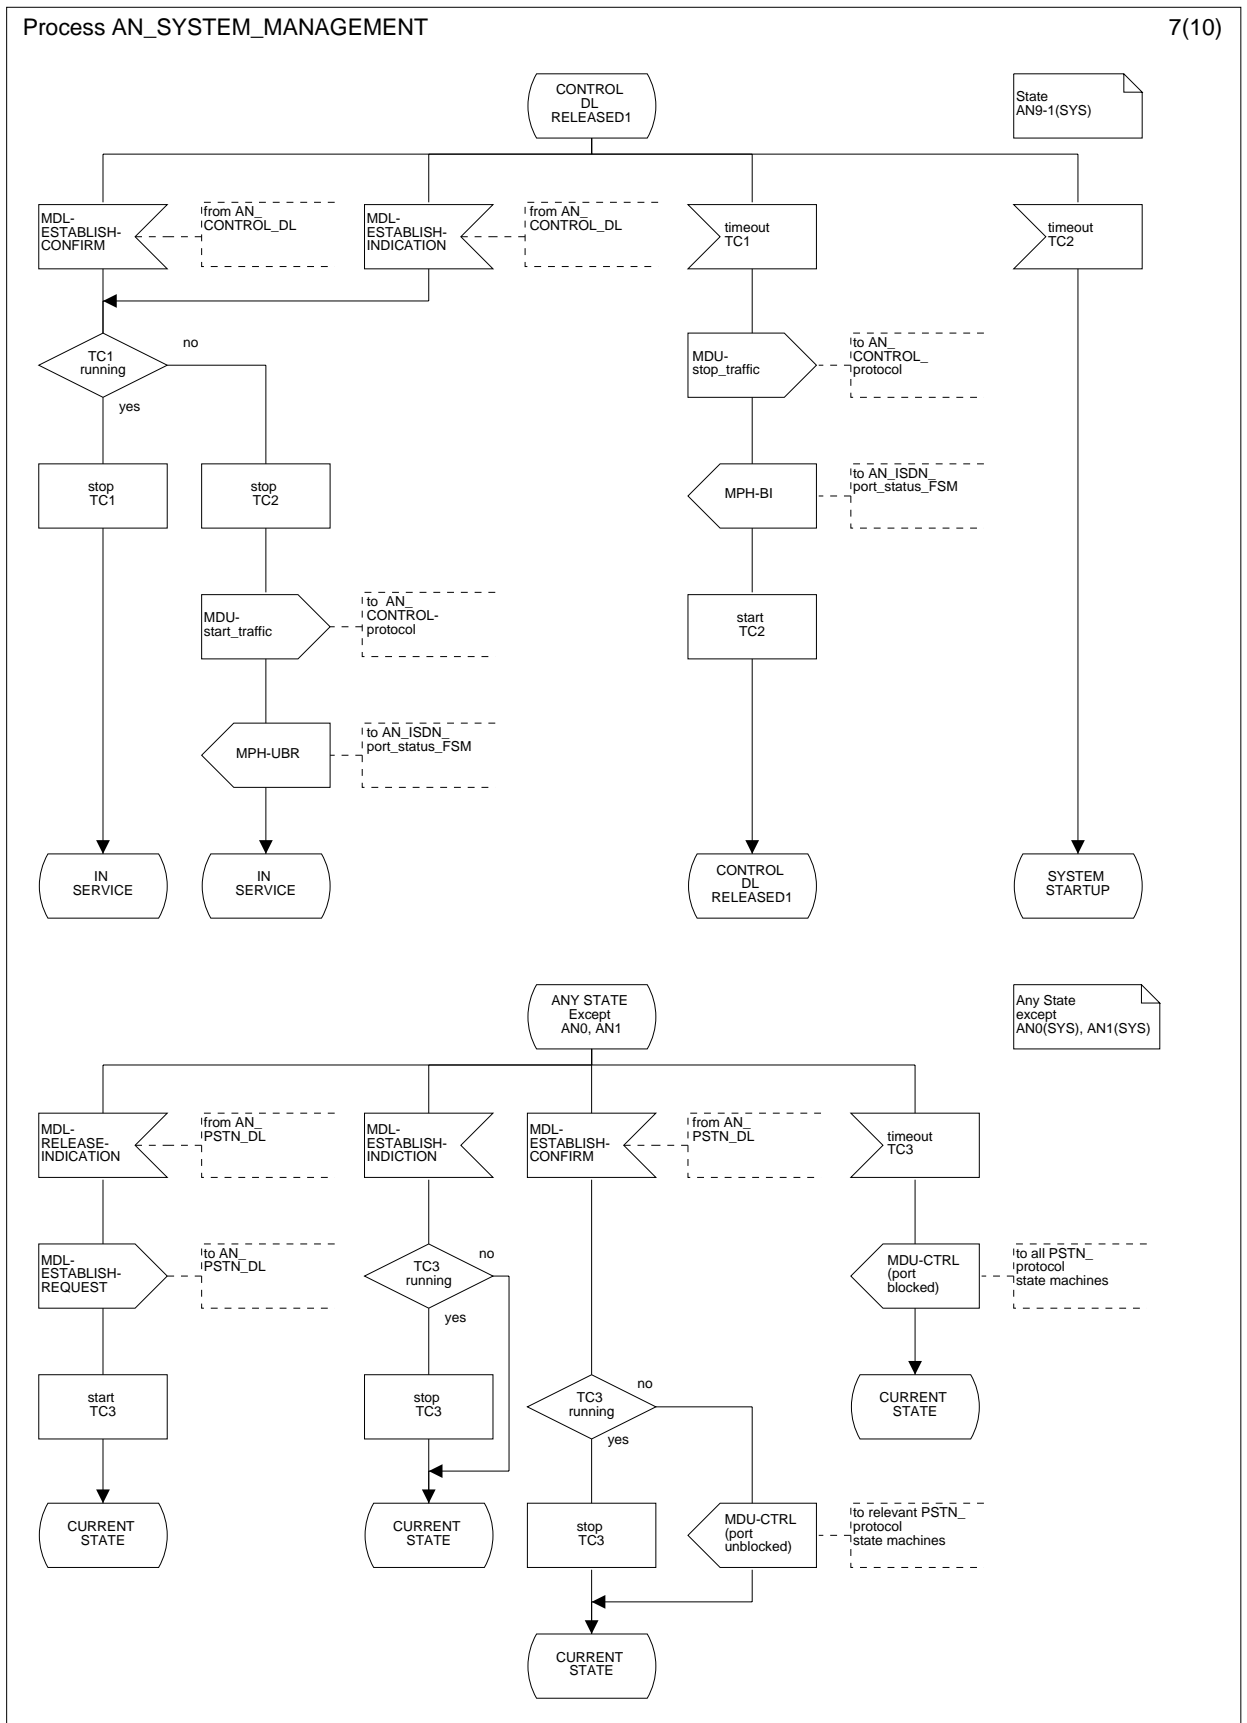 Process AN_SYSTEM_MANAGEMENT
7(10)
CONTROL
DL
RELEASED1
State
AN9-1(SYS)
MDL-
ESTABLISH-
CONFIRM
from AN_
CONTROL_DL
MDL-
ESTABLISH-
INDICATION
from AN_
CONTROL_DL
timeout
TC1
timeout
TC2
TC1
running
no
yes
MDU-
stop_traffic
to AN_
CONTROL_
protocol
stop
TC1
stop
TC2
MPH-BI
to AN_ISDN_
port_status_FSM
MDU-
start_traffic
to AN_
CONTROL-
protocol
start
TC2
MPH-UBR
to AN_ISDN_
port_status_FSM
IN
SERVICE
IN
SERVICE
CONTROL
DL
RELEASED1
SYSTEM
STARTUP
ANY STATE
Except
AN0, AN1
Any State
except
AN0(SYS), AN1(SYS)
MDL-
RELEASE-
INDICATION
from AN_
PSTN_DL
MDL-
ESTABLISH-
INDICTION
MDL-
ESTABLISH-
CONFIRM
from AN_
PSTN_DL
timeout
TC3
MDL-
ESTABLISH-
REQUEST
to AN_
PSTN_DL
TC3
running
no
yes
MDU-CTRL
(port
blocked)
to all PSTN_
protocol
state machines
start
TC3
stop
TC3
TC3
running
no
yes
CURRENT
STATE
CURRENT
STATE
CURRENT
STATE
stop
TC3
MDU-CTRL
(port
unblocked)
to relevant PSTN_
protocol
state machines
CURRENT
STATE